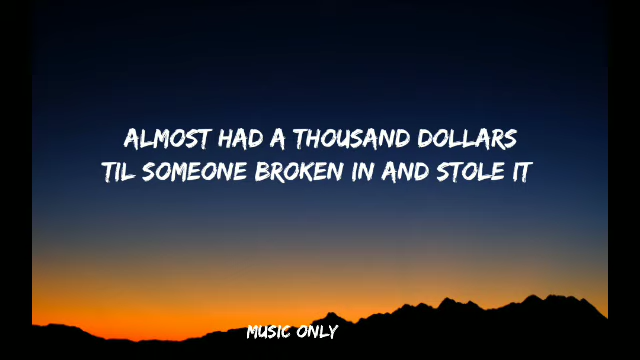 ALMOST HAD A THOUSAND DOLLARS
TIL SOMEONE BROKEN IN AND STOLE IT
MUSIC ONLY